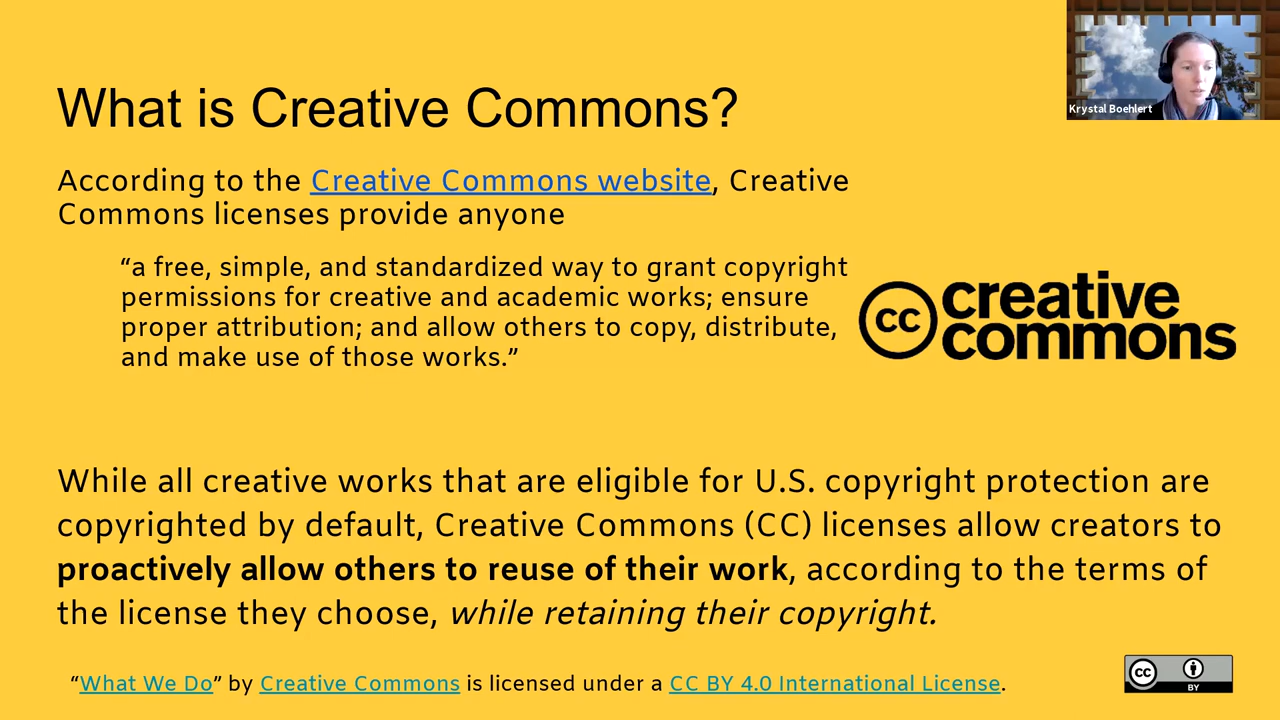 Krystal Boehlert
What is Creative Commons?
According to the Creative Commons website, Creative
Commons licenses provide anyone
“a free, simple, and standardized way to grant copyright
permissions for creative and academic works; ensure
proper attribution; and allow others to copy, distribute,
and make use of those works.”
cc creative
commons
While all creative works that are eligible for U.S. copyright protection are
copyrighted by default, Creative Commons (CC) licenses allow creators to
proactively allow others to reuse of their work, according to the terms of
the license they choose, while retaining their copyright.
“What We Do” by Creative Commons is licensed under a CC BY 4.0 International License.
cc
BY